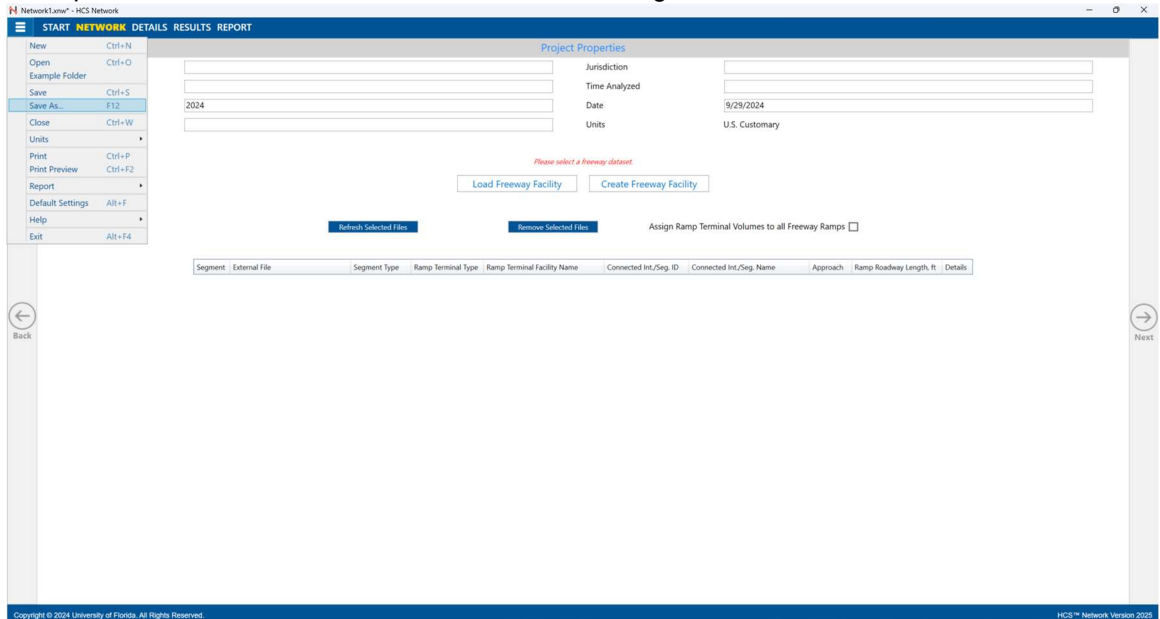 Network1.xnw* - HCS Network
START NETWORK DETAILS RESULTS REPORT
New Ctrl+N
Open Ctrl+O
Example Folder
Save Ctrl+S
Save As... F12
Close Ctrl+W
Units
Print Ctrl+P
Print Preview Ctrl+F2
Report
Default Settings Alt+F
Help
Exit Alt+F4
Project Properties
Jurisdiction
Time Analyzed
2024 Date 9/29/2024
Units U.S. Customary
Please select a freeway dataset.
Load Freeway Facility Create Freeway Facility
Refresh Selected Files Remove Selected Files Assign Ramp Terminal Volumes to all Freeway Ramps
Segment External File Segment Type Ramp Terminal Type Ramp Terminal Facility Name Connected Int./Seg. ID Connected Int./Seg. Name Approach Ramp Roadway Length, ft Details
Back Next
Copyright © 2024 University of Florida. All Rights Reserved. HCS™ Network Version 2025